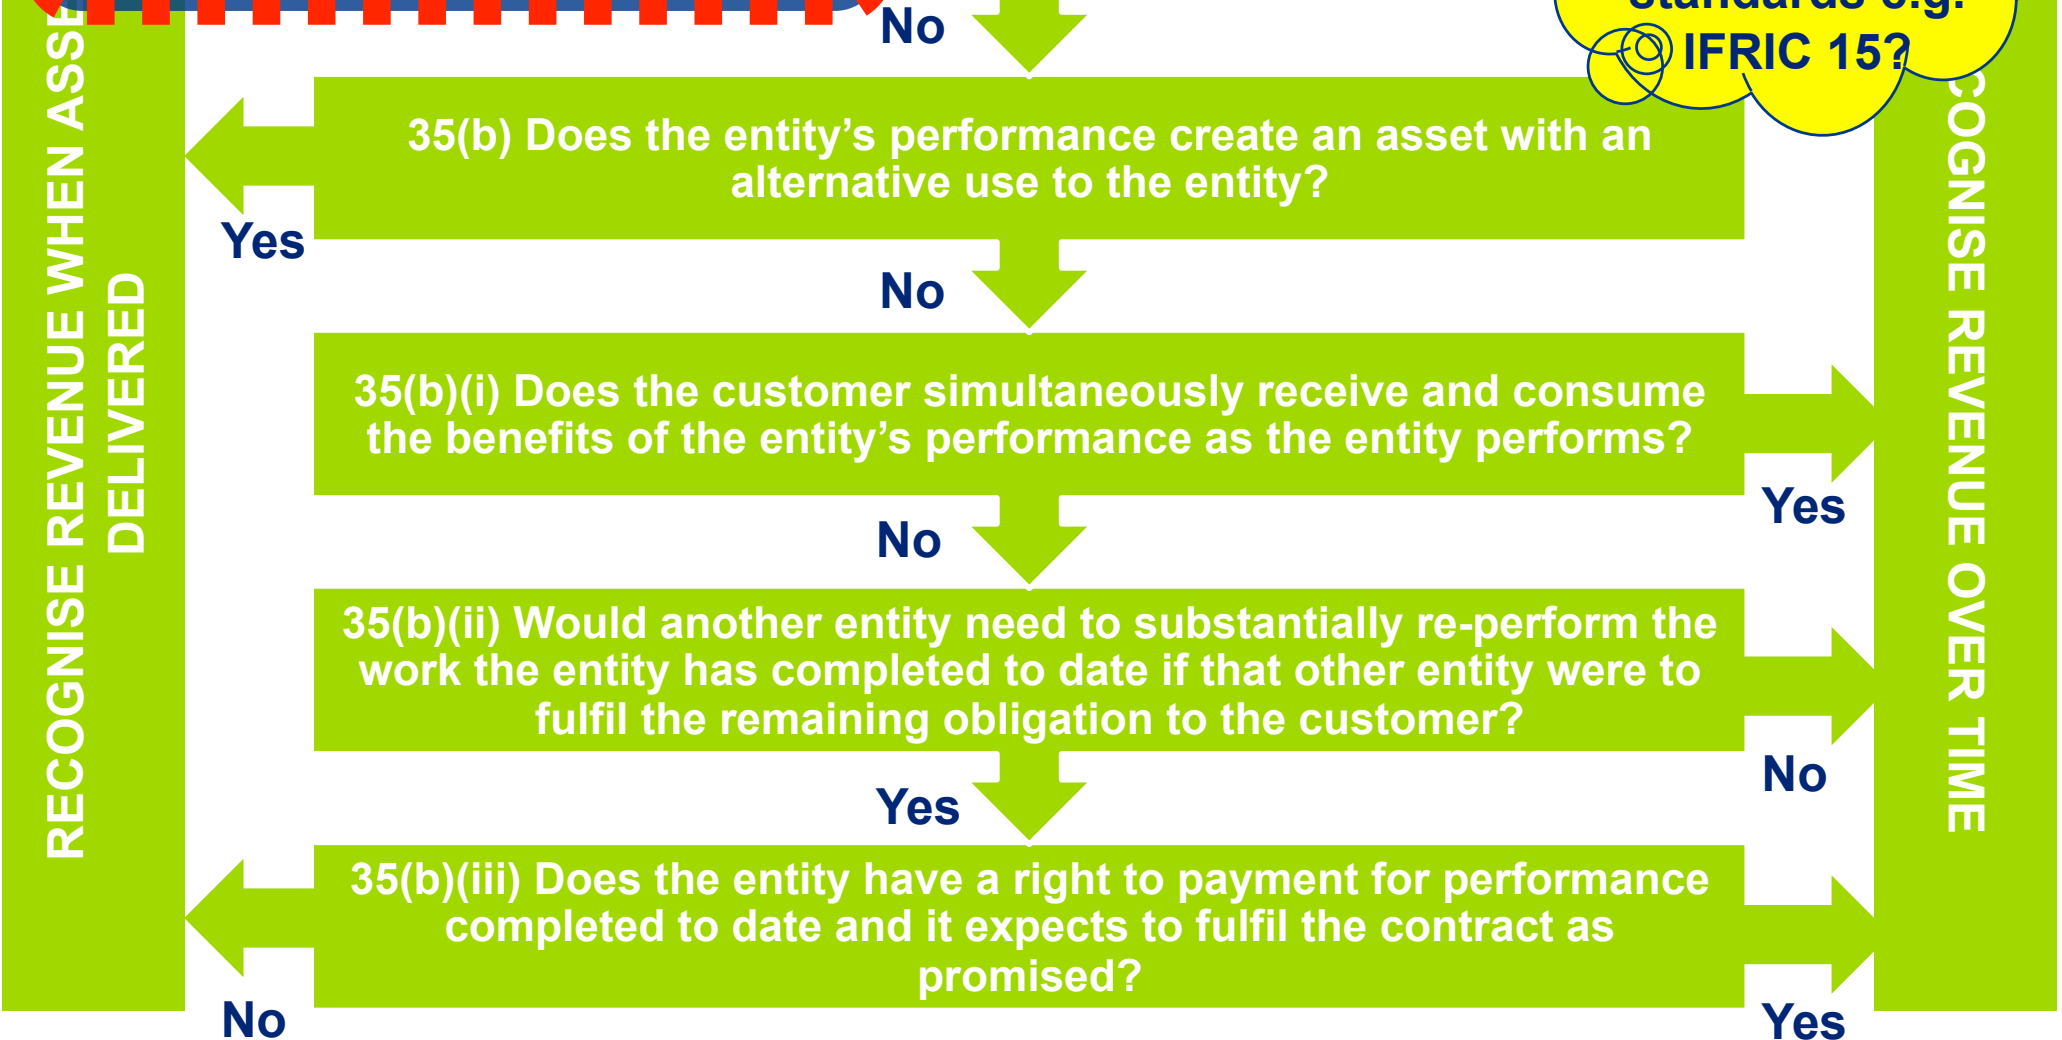 No
standards e.g.
IFRIC 15?
35(b) Does the entity’s performance create an asset with an
alternative use to the entity?
Yes
No
35(b)(i) Does the customer simultaneously receive and consume
the benefits of the entity’s performance as the entity performs?
Yes
No
35(b)(ii) Would another entity need to substantially re-perform the
work the entity has completed to date if that other entity were to
fulfil the remaining obligation to the customer?
No
Yes
35(b)(iii) Does the entity have a right to payment for performance
completed to date and it expects to fulfil the contract as
promised?
No
Yes
RECOGNISE REVENUE WHEN ASSE
DELIVERED
COGNISE REVENUE OVER TIME